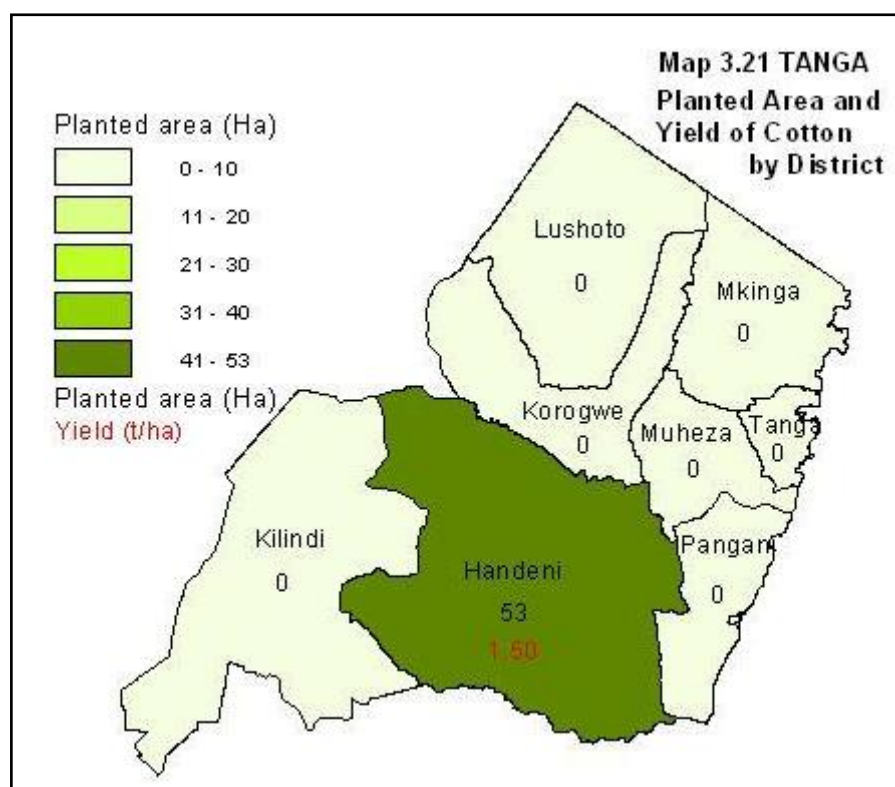 Map 3.21 TANGA
Planted Area and
Yield of Cotton
by District
Planted area (Ha)
0 - 10
11 - 20
21 - 30
31 - 40
41 - 53
Planted area (Ha)
Yield (t/ha)
Lushoto
0
Mkinga
0
Korogwe
0
Muheza
0
Tanga
0
Kilindi
0
Handeni
53
1.50
Pangani
0